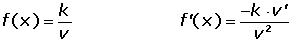 f(x) = k/v    f'(x) = -k · v'/v²